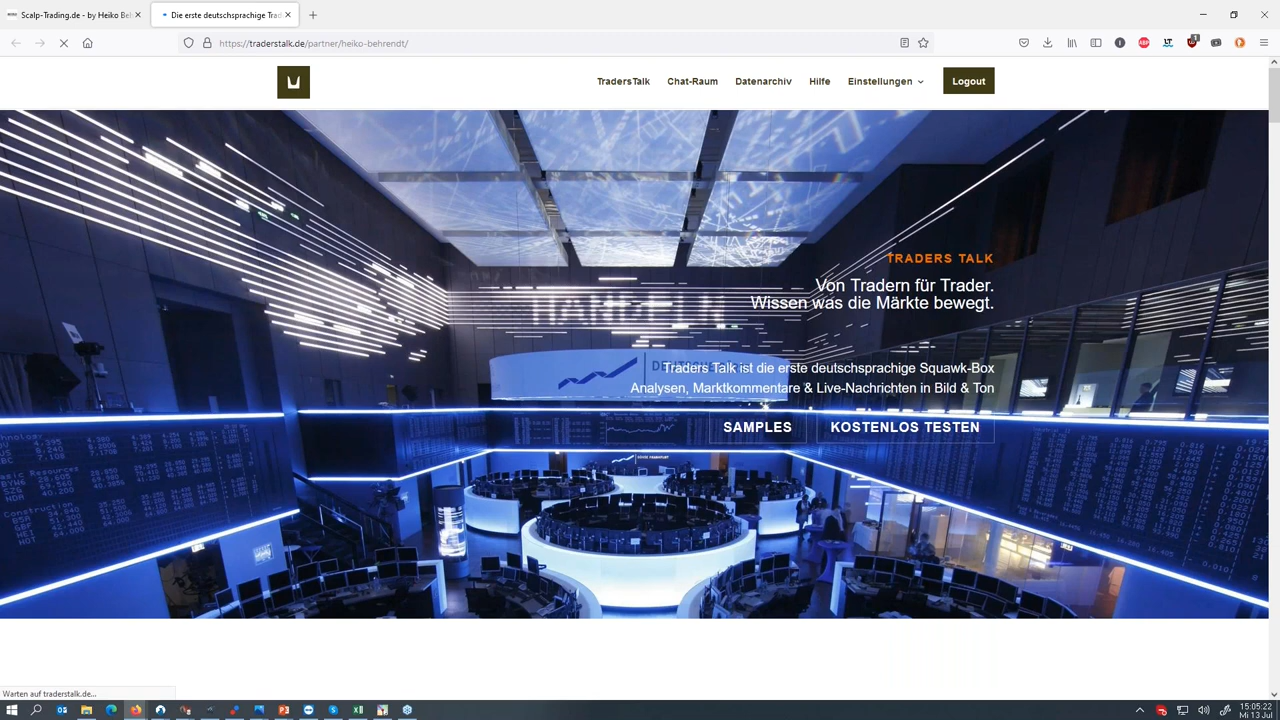 Scalp-Trading.de - by Heiko Beh
Die erste deutschsprachige Trad
https://traderstalk.de/partner/heiko-behrendt/
TradersTalk
Chat-Raum
Datenarchiv
Hilfe
Einstellungen
Logout
TRADERS TALK
Von Tradern für Trader.
Wissen was die Märkte bewegt.
HANDELN
Traders Talk ist die erste deutschsprachige Squawk-Box
Analysen, Marktkommentare & Live-Nachrichten in Bild & Ton
SAMPLES
KOSTENLOS TESTEN
Warten auf traderstalk.de...
15:05:22
Mi 13 Jul